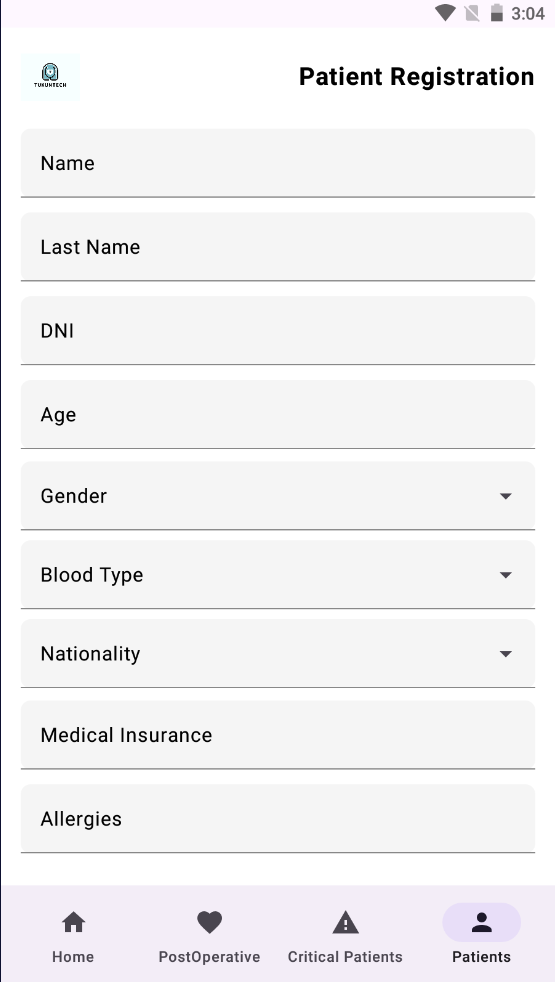 3:04
TUKUNTECH
Patient Registration
Name
Last Name
DNI
Age
Gender
Blood Type
Nationality
Medical Insurance
Allergies
Home PostOperative Critical Patients Patients